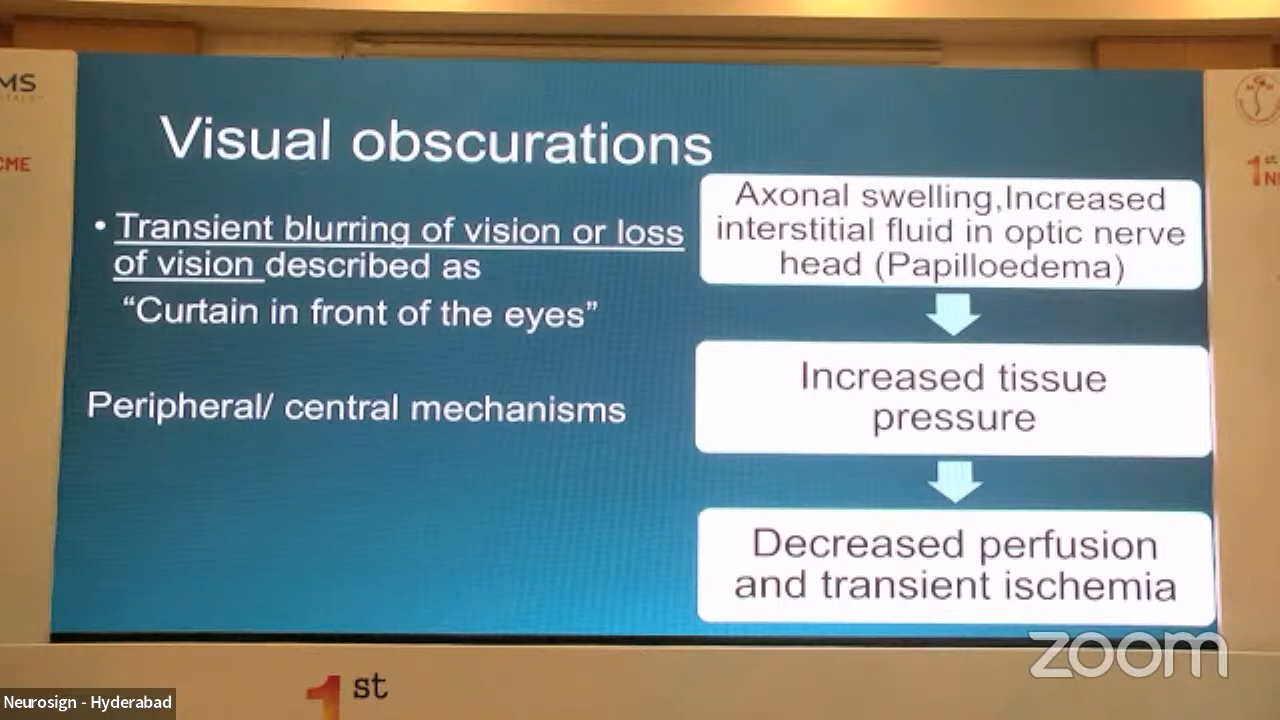 MS
CME
Visual obscurations
• Transient blurring of vision or loss
of vision described as
“Curtain in front of the eyes”
Peripheral/ central mechanisms
Axonal swelling,Increased
interstitial fluid in optic nerve
head (Papilloedema)
Increased tissue
pressure
Decreased perfusion
and transient ischemia
1st
1st
zoom
Neurosign - Hyderabad